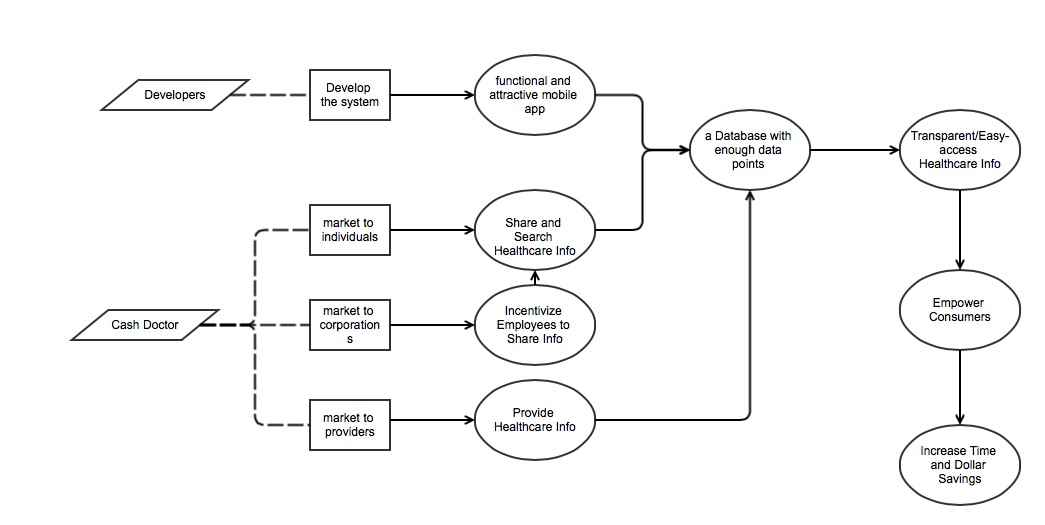 Developers
Develop
the system
functional and
attractive mobile
app
a Database with
enough data
points
Transparent/Easy-
access
Healthcare Info
market to
individuals
Share and
Search
Healthcare Info
Cash Doctor
market to
corporation
s
Incentivize
Employees to
Share Info
Empower
Consumers
market to
providers
Provide
Healthcare Info
Increase Time
and Dollar
Savings